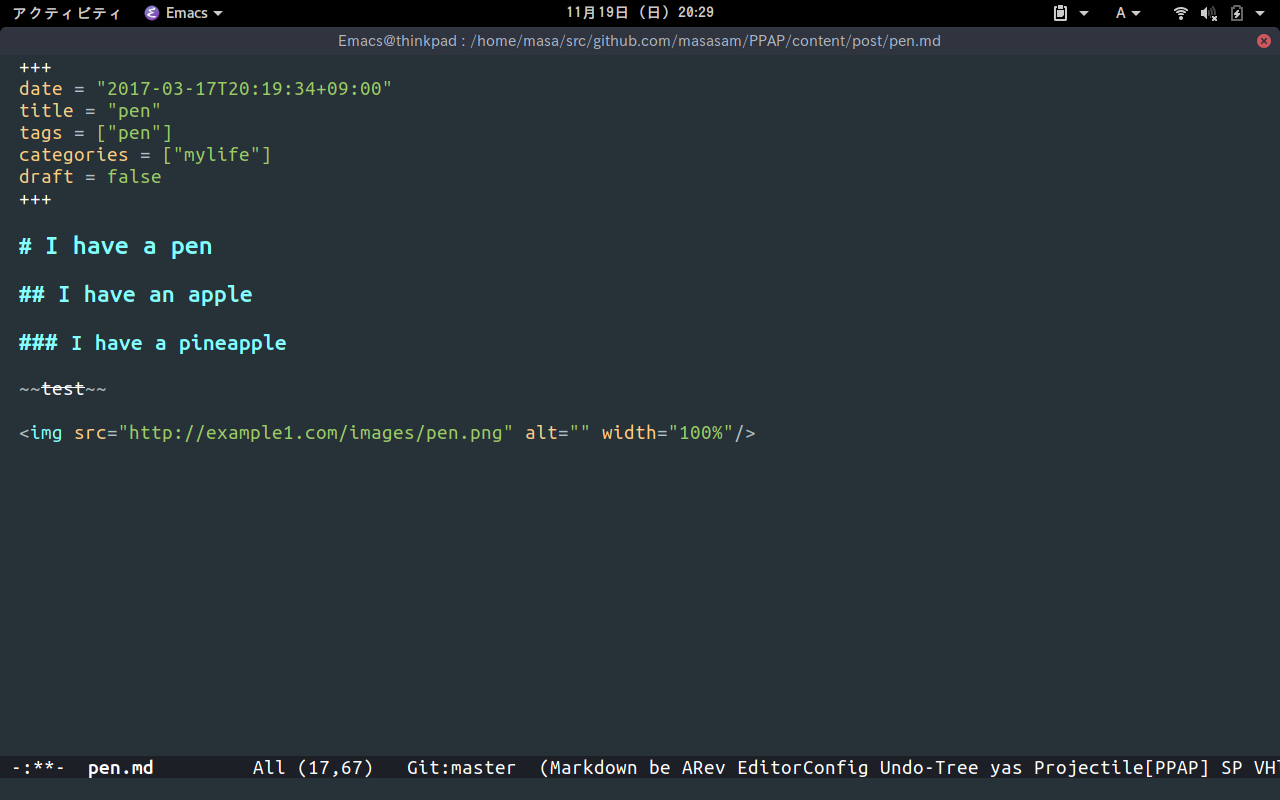 アクティビティ Emacs 11月19日 (日) 20:29 A
Emacs@thinkpad : /home/masa/src/github.com/masasam/PPAP/content/post/pen.md
+++
date = "2017-03-17T20:19:34+09:00"
title = "pen"
tags = ["pen"]
categories = ["mylife"]
draft = false
+++
# I have a pen
## I have an apple
### I have a pineapple
~~test~~
<img src="http://example1.com/images/pen.png" alt="" width="100%"/>
-:**- pen.md All (17,67) Git:master (Markdown be ARev EditorConfig Undo-Tree yas Projectile[PPAP] SP VHl